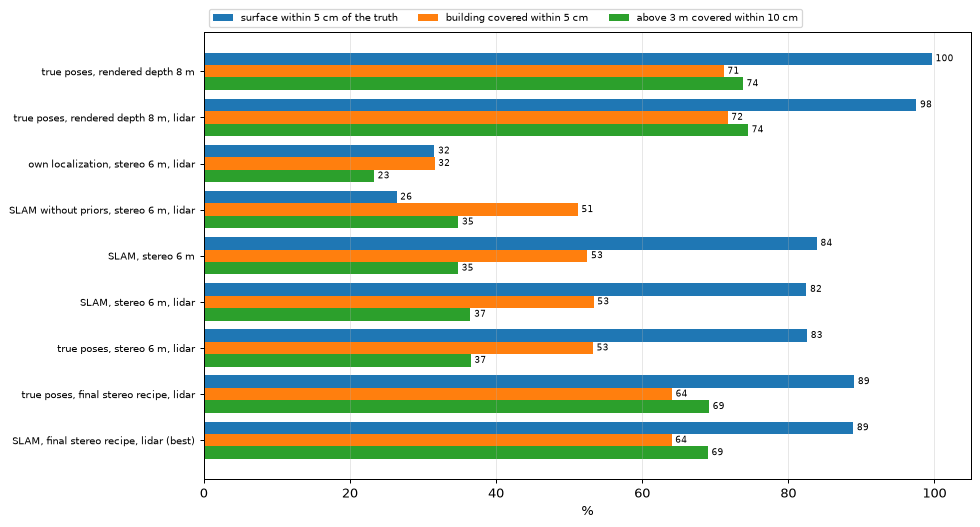 surface within 5 cm of the truth building covered within 5 cm above 3 m covered within 10 cm
true poses, rendered depth 8 m 100 71 74
true poses, rendered depth 8 m, lidar 98 72 74
own localization, stereo 6 m, lidar 32 32 23
SLAM without priors, stereo 6 m, lidar 26 51 35
SLAM, stereo 6 m 84 53 35
SLAM, stereo 6 m, lidar 82 53 37
true poses, stereo 6 m, lidar 83 53 37
true poses, final stereo recipe, lidar 89 64 69
SLAM, final stereo recipe, lidar (best) 89 64 69
0 20 40 60 80 100
%